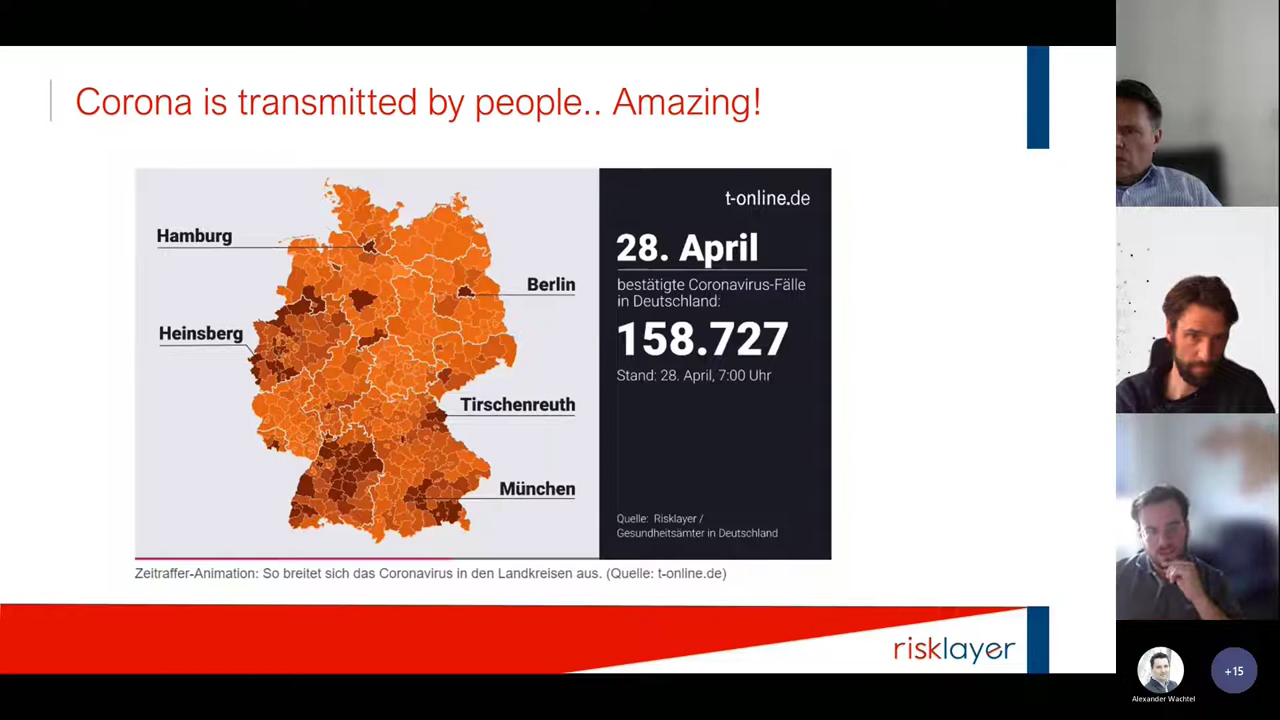 Corona is transmitted by people.. Amazing!
t-online.de
28. April
bestätigte Coronavirus-Fälle
in Deutschland:
158.727
Stand: 28. April, 7:00 Uhr
Hamburg
Berlin
Heinsberg
Tirschenreuth
München
Quelle: Risklayer /
Gesundheitsämter in Deutschland
Zeitraffer-Animation: So breitet sich das Coronavirus in den Landkreisen aus. (Quelle: t-online.de)
risklayer
+15
Alexander Wachtel